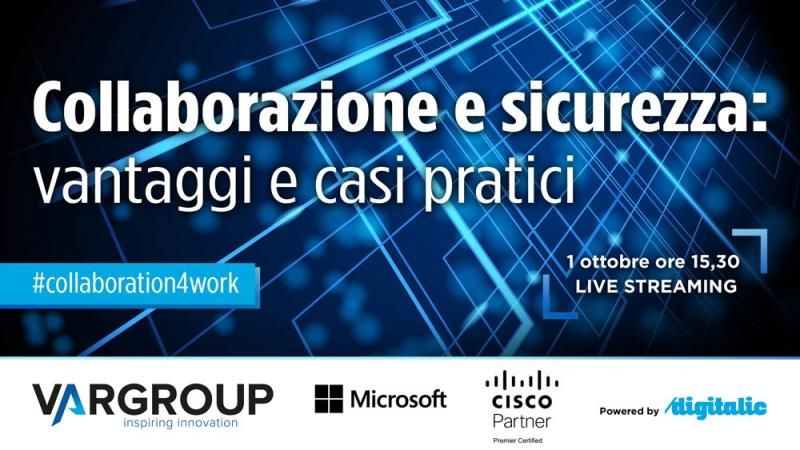 Collaborazione e sicurezza:
vantaggi e casi pratici
1 ottobre ore 15,30
LIVE STREAMING
#collaboration4work
VARGROUP
inspiring innovation
Microsoft
CISCO
Partner
Premier Certified
Powered by digitalic